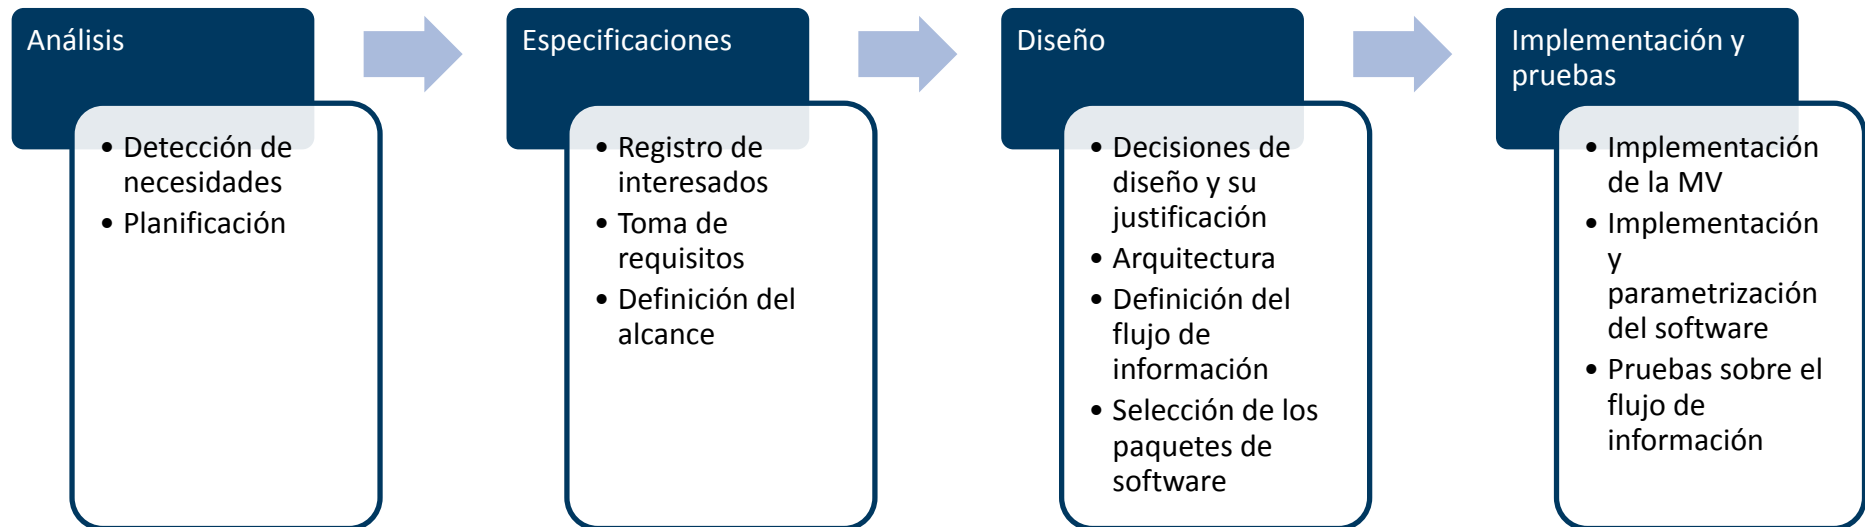 Análisis
• Detección de
necesidades
• Planificación
Especificaciones
• Registro de
interesados
• Toma de
requisitos
• Definición del
alcance
Diseño
• Decisiones de
diseño y su
justificación
• Arquitectura
• Definición del
flujo de
información
• Selección de los
paquetes de
software
Implementación y
pruebas
• Implementación
de la MV
• Implementación
y
parametrización
del software
• Pruebas sobre el
flujo de
información